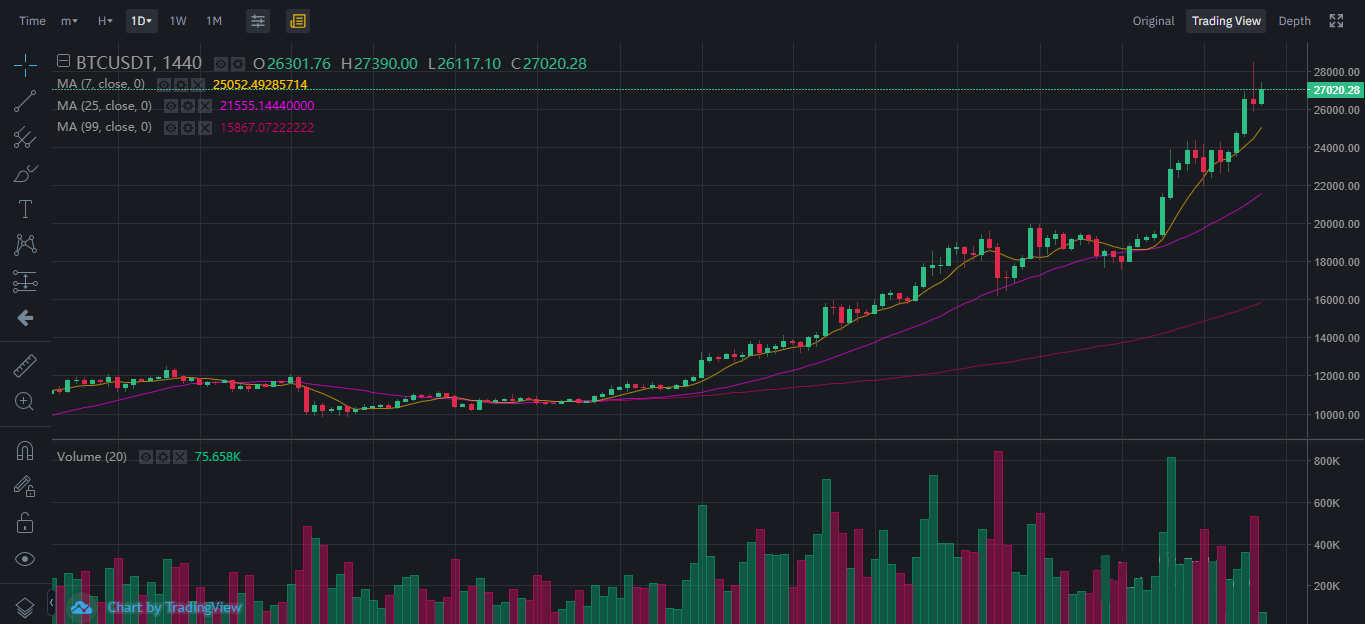 Time m▾ H▾ 1D▾ 1W 1M Original Trading View Depth
BTCUSDT, 1440 O26301.76 H27390.00 L26117.10 C27020.28
MA (7, close, 0) 25052.49285714
MA (25, close, 0) 21555.14440000
MA (99, close, 0) 15867.07222222
28000.00
27020.28
26000.00
24000.00
22000.00
20000.00
18000.00
16000.00
14000.00
12000.00
10000.00
Volume (20) 75.658K
800K
600K
400K
200K
Chart by TradingView